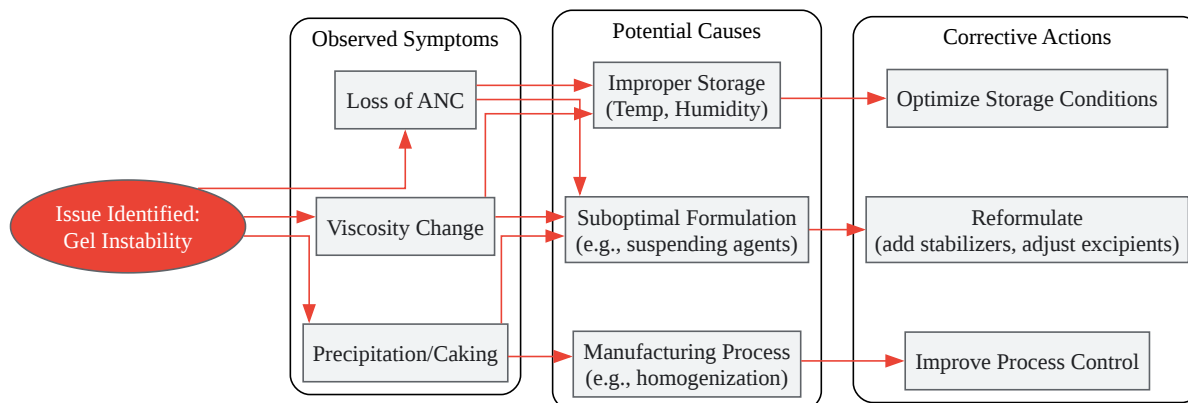 Observed Symptoms
Potential Causes
Corrective Actions
Loss of ANC
Improper Storage
(Temp, Humidity)
Optimize Storage Conditions
Issue Identified:
Gel Instability
Viscosity Change
Suboptimal Formulation
(e.g., suspending agents)
Reformulate
(add stabilizers, adjust excipients)
Precipitation/Caking
Manufacturing Process
(e.g., homogenization)
Improve Process Control